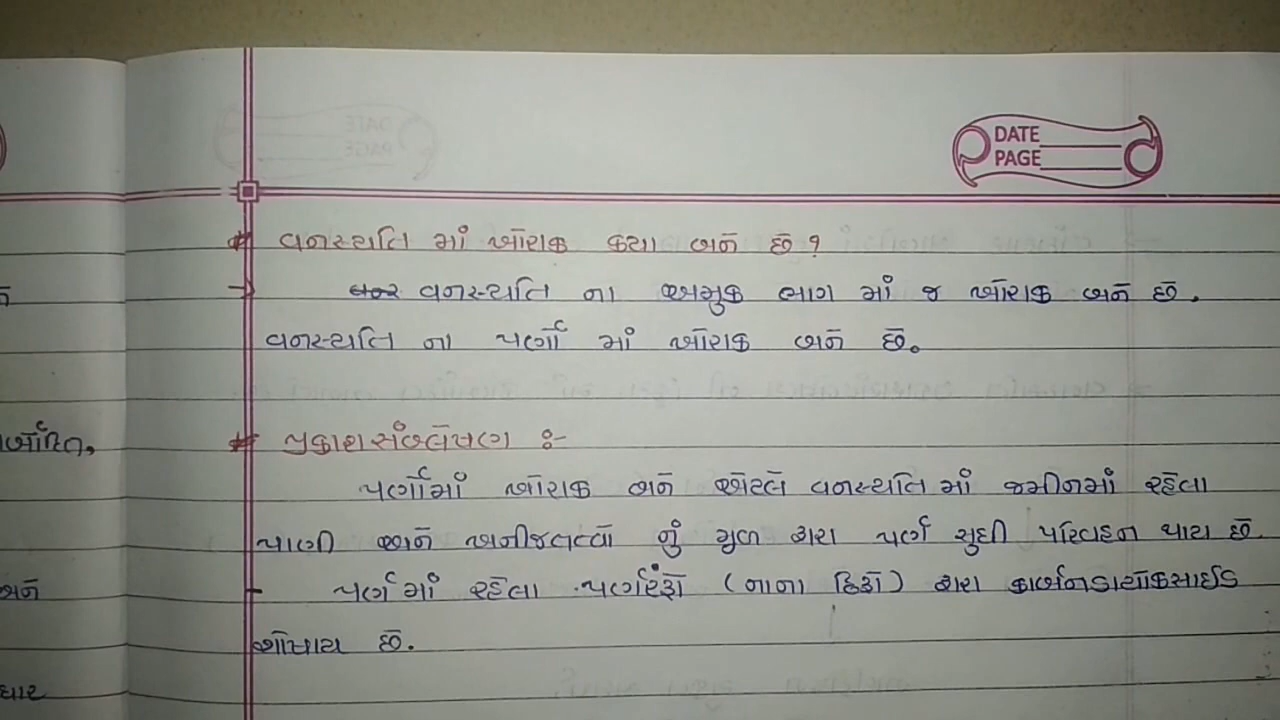 DATE
PAGE
# વનસ્પતિ માં ખોરાક કયા બને છે?
→ વનસ્પતિ ના અમુક ભાગ માં જ ખોરાક બને છે.
વનસ્પતિ ના પર્ણો માં ખોરાક બને છે.
# પ્રકાશસંશ્લેષણ :-
પર્ણોમાં ખોરાક બને એટલે વનસ્પતિ માં જમીનમાં રહેલા
પાણી અને ખનીજતત્વો નું મુળ દ્વારા પર્ણ સુધી પરિવહન થાય છે.
- પર્ણ માં રહેલા પર્ણરંધ્રો (નાના છિદ્રો) દ્વારા કાર્બનડાયોક્સાઈડ
શોષાય છે.